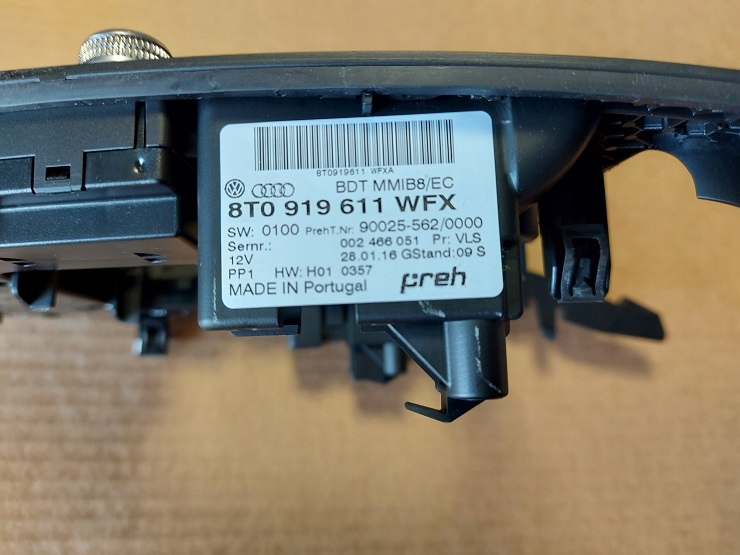 8T0919611 WFXA
BDT MMIB8/EC
8T0 919 611 WFX
SW: 0100 PrehT.Nr: 90025-562/0000
Sernr.: 002 466 051 Pr: VLS
12V 28.01.16 GStand: 09 S
PP1 HW: H01 0357
MADE IN Portugal preh